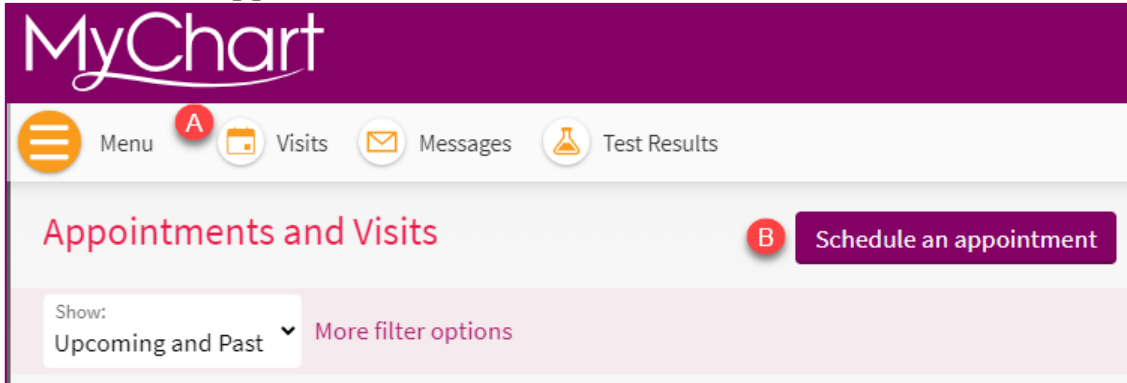 MyChart
Menu A Visits Messages Test Results
Appointments and Visits B Schedule an appointment
Show:
Upcoming and Past More filter options